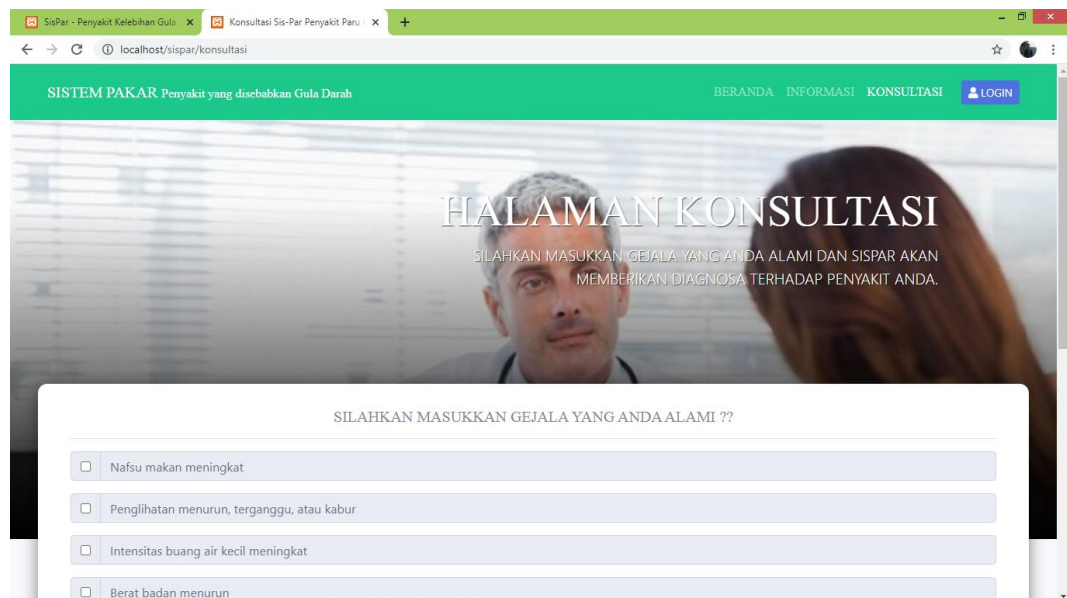 SisPar - Penyakit Kelebihan Gula
Konsultasi Sis-Par Penyakit Paru
localhost/sispar/konsultasi
SISTEM PAKAR Penyakit yang disebabkan Gula Darah
BERANDA INFORMASI KONSULTASI LOGIN
HALAMAN KONSULTASI
SILAHKAN MASUKKAN GEJALA YANG ANDA ALAMI DAN SISPAR AKAN
MEMBERIKAN DIAGNOSA TERHADAP PENYAKIT ANDA.
SILAHKAN MASUKKAN GEJALA YANG ANDA ALAMI ??
Nafsu makan meningkat
Penglihatan menurun, terganggu, atau kabur
Intensitas buang air kecil meningkat
Berat badan menurun